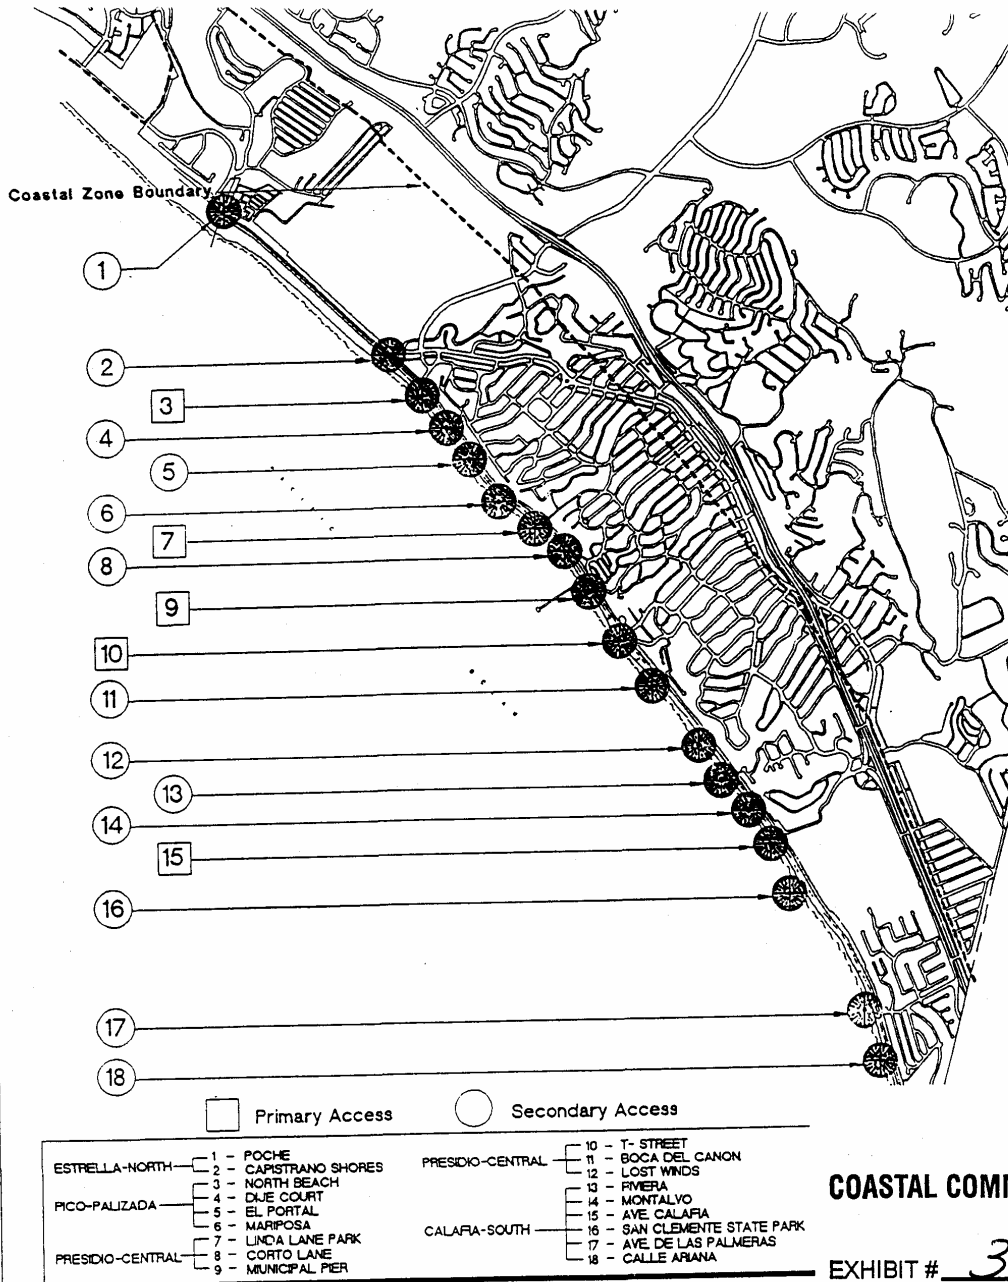 Coastal Zone Boundary
1
2
3
4
5
6
7
8
9
10
11
12
13
14
15
16
17
18
Primary Access
Secondary Access
ESTRELLA-NORTH
1 - POCHE
2 - CAPISTRANO SHORES
PICO-PALIZADA
3 - NORTH BEACH
4 - DIJE COURT
5 - EL PORTAL
6 - MARIPOSA
PRESIDIO-CENTRAL
7 - LINDA LANE PARK
8 - CORTO LANE
9 - MUNICIPAL PIER
PRESIDIO-CENTRAL
10 - T- STREET
11 - BOCA DEL CANON
12 - LOST WINDS
CALAFIA-SOUTH
13 - RIVIERA
14 - MONTALVO
15 - AVE. CALAFIA
16 - SAN CLEMENTE STATE PARK
17 - AVE. DE LAS PALMERAS
18 - CALLE ARIANA
COASTAL COMM
EXHIBIT # 3